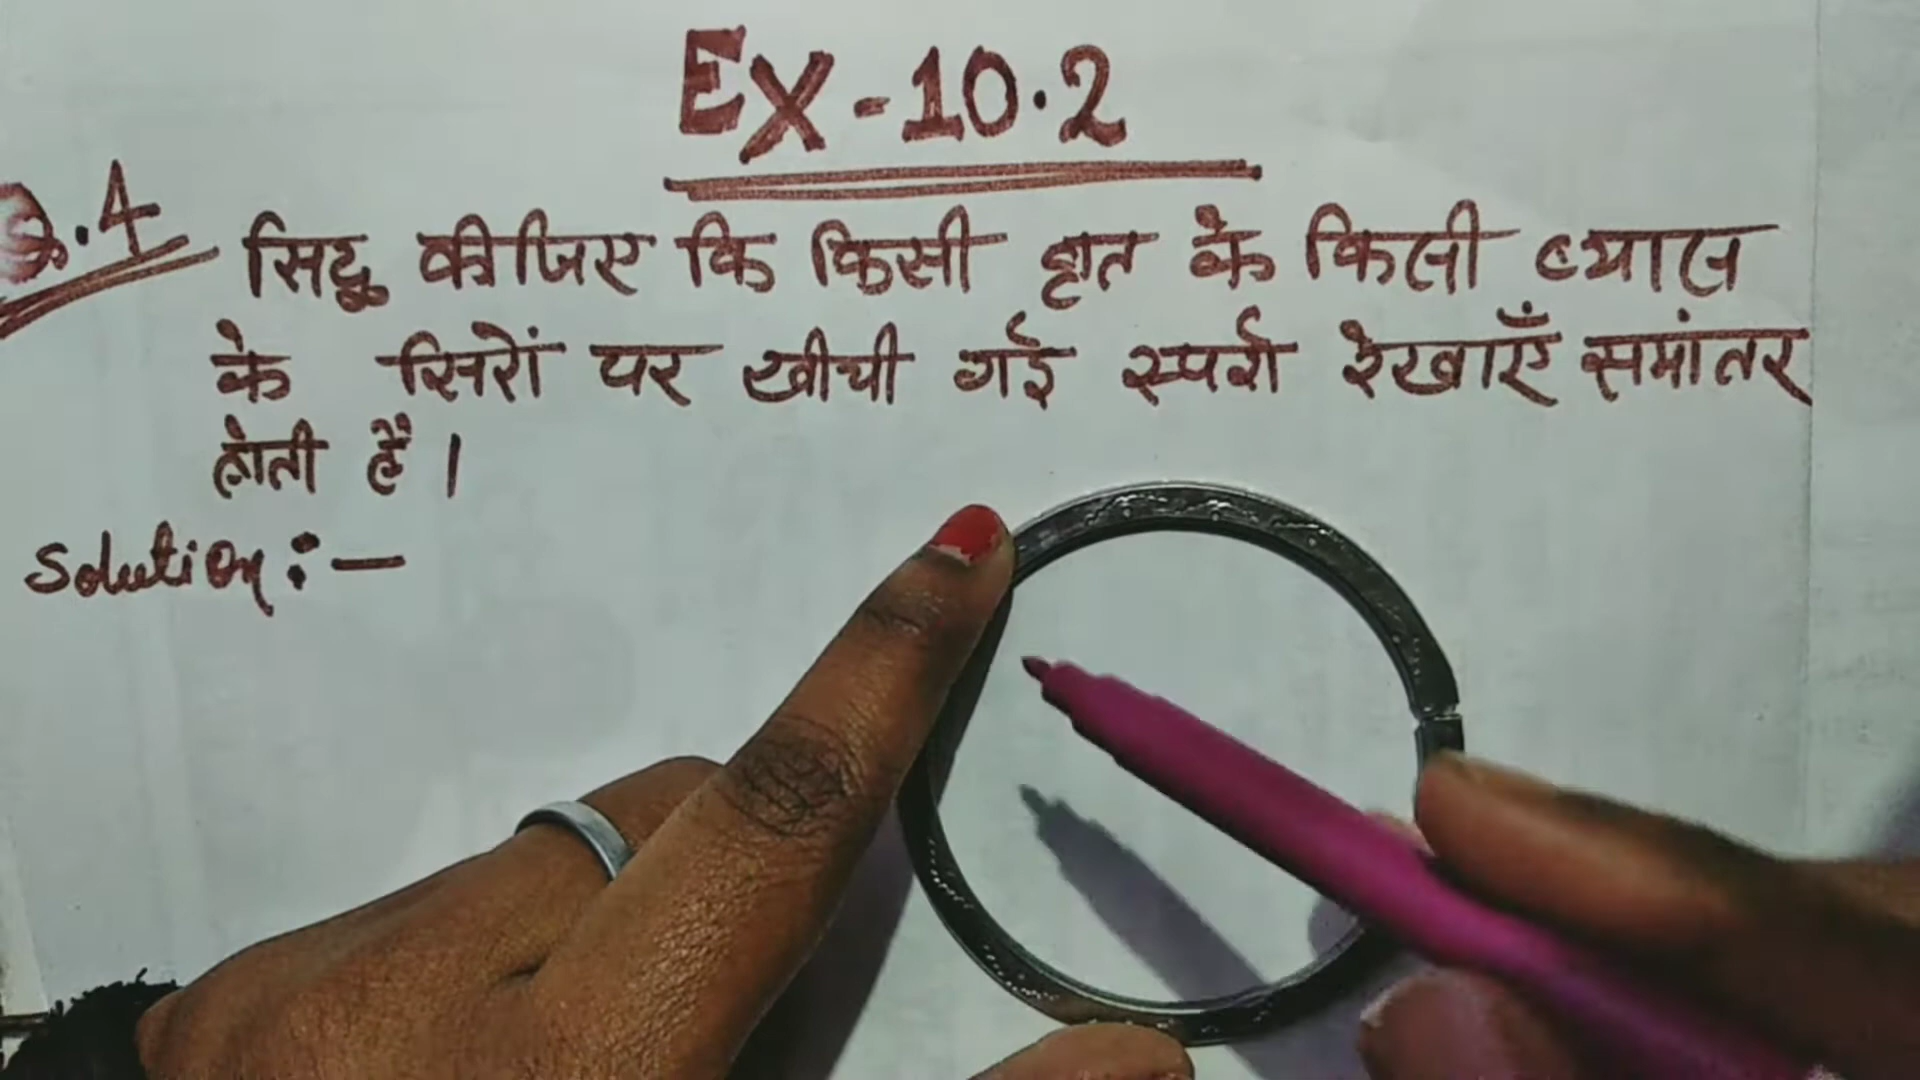 Ex-10.2
Q.4 सिद्ध कीजिए कि किसी वृत के किसी व्यास
के सिरों पर खींची गई स्पर्श रेखाएँ समांतर
होती हैं।
Solution:-